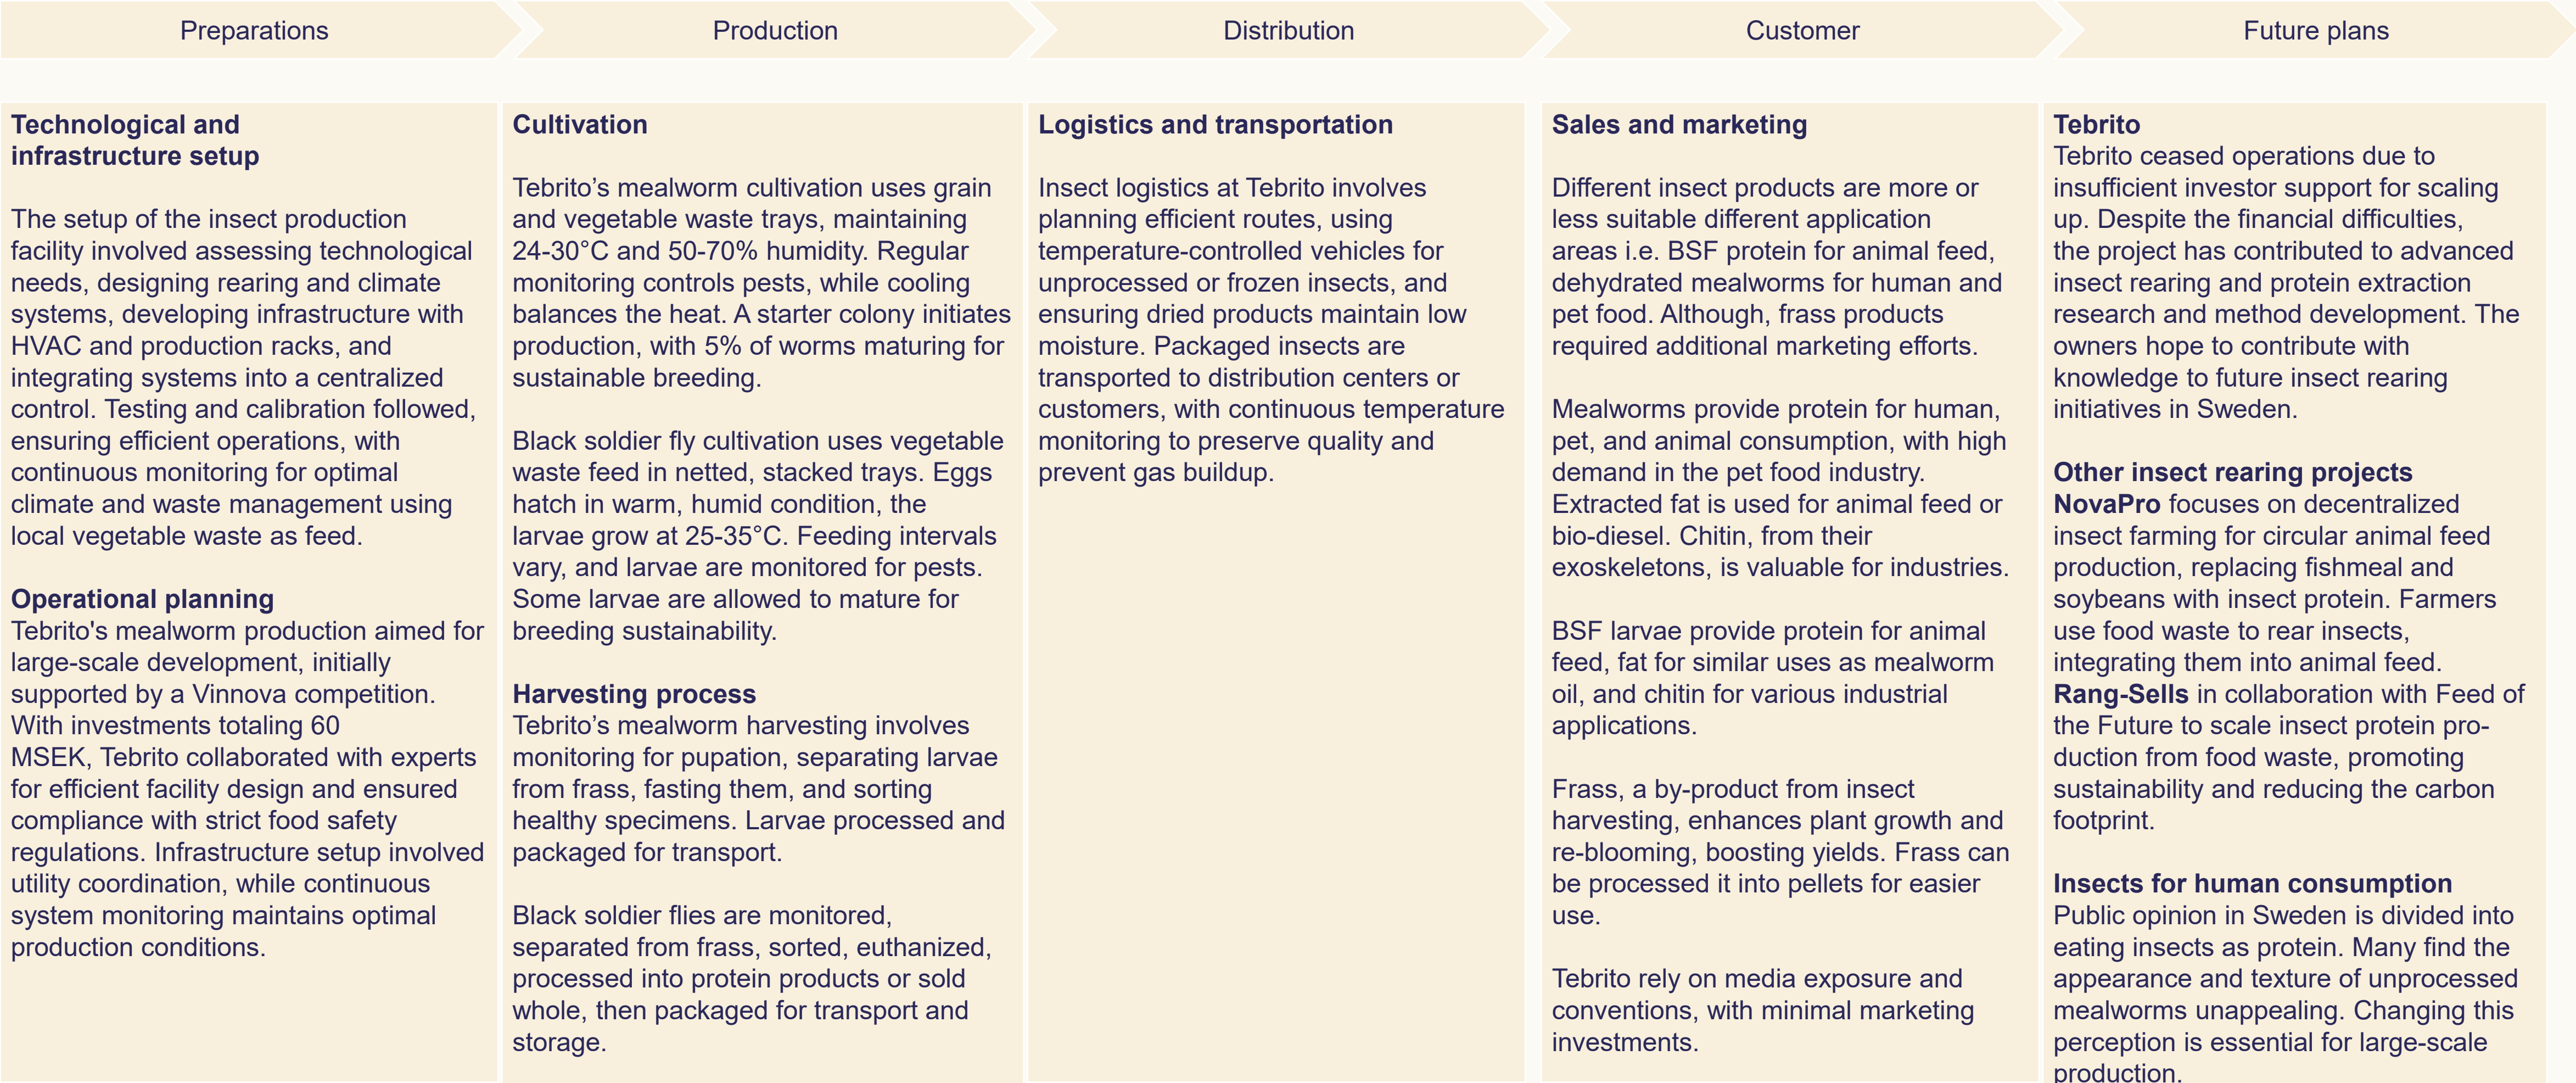 Preparations
Production
Distribution
Customer
Future plans
Technological and
infrastructure setup
The setup of the insect production
facility involved assessing technological
needs, designing rearing and climate
systems, developing infrastructure with
HVAC and production racks, and
integrating systems into a centralized
control. Testing and calibration followed,
ensuring efficient operations, with
continuous monitoring for optimal
climate and waste management using
local vegetable waste as feed.
Operational planning
Tebrito's mealworm production aimed for
large-scale development, initially
supported by a Vinnova competition.
With investments totaling 60
MSEK, Tebrito collaborated with experts
for efficient facility design and ensured
compliance with strict food safety
regulations. Infrastructure setup involved
utility coordination, while continuous
system monitoring maintains optimal
production conditions.
Cultivation
Tebrito’s mealworm cultivation uses grain
and vegetable waste trays, maintaining
24-30°C and 50-70% humidity. Regular
monitoring controls pests, while cooling
balances the heat. A starter colony initiates
production, with 5% of worms maturing for
sustainable breeding.
Black soldier fly cultivation uses vegetable
waste feed in netted, stacked trays. Eggs
hatch in warm, humid condition, the
larvae grow at 25-35°C. Feeding intervals
vary, and larvae are monitored for pests.
Some larvae are allowed to mature for
breeding sustainability.
Harvesting process
Tebrito’s mealworm harvesting involves
monitoring for pupation, separating larvae
from frass, fasting them, and sorting
healthy specimens. Larvae processed and
packaged for transport.
Black soldier flies are monitored,
separated from frass, sorted, euthanized,
processed into protein products or sold
whole, then packaged for transport and
storage.
Logistics and transportation
Insect logistics at Tebrito involves
planning efficient routes, using
temperature-controlled vehicles for
unprocessed or frozen insects, and
ensuring dried products maintain low
moisture. Packaged insects are
transported to distribution centers or
customers, with continuous temperature
monitoring to preserve quality and
prevent gas buildup.
Sales and marketing
Different insect products are more or
less suitable different application
areas i.e. BSF protein for animal feed,
dehydrated mealworms for human and
pet food. Although, frass products
required additional marketing efforts.
Mealworms provide protein for human,
pet, and animal consumption, with high
demand in the pet food industry.
Extracted fat is used for animal feed or
bio-diesel. Chitin, from their
exoskeletons, is valuable for industries.
BSF larvae provide protein for animal
feed, fat for similar uses as mealworm
oil, and chitin for various industrial
applications.
Frass, a by-product from insect
harvesting, enhances plant growth and
re-blooming, boosting yields. Frass can
be processed it into pellets for easier
use.
Tebrito rely on media exposure and
conventions, with minimal marketing
investments.
Tebrito
Tebrito ceased operations due to
insufficient investor support for scaling
up. Despite the financial difficulties,
the project has contributed to advanced
insect rearing and protein extraction
research and method development. The
owners hope to contribute with
knowledge to future insect rearing
initiatives in Sweden.
Other insect rearing projects
NovaPro focuses on decentralized
insect farming for circular animal feed
production, replacing fishmeal and
soybeans with insect protein. Farmers
use food waste to rear insects,
integrating them into animal feed.
Rang-Sells in collaboration with Feed of
the Future to scale insect protein pro-
duction from food waste, promoting
sustainability and reducing the carbon
footprint.
Insects for human consumption
Public opinion in Sweden is divided into
eating insects as protein. Many find the
appearance and texture of unprocessed
mealworms unappealing. Changing this
perception is essential for large-scale
production.